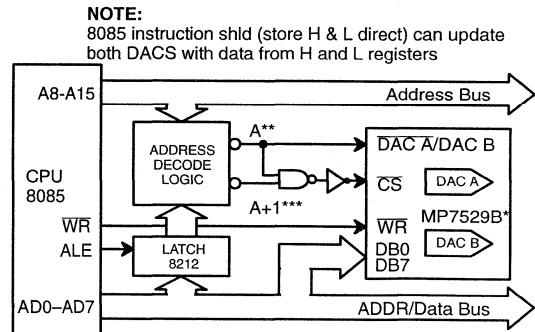 NOTE:
8085 instruction shld (store H & L direct) can update
both DACS with data from H and L registers
A8-A15
Address Bus
CPU
8085
ADDRESS
DECODE
LOGIC
A**
A+1***
DAC A/DAC B
CS
DAC A
WR
ALE
LATCH
8212
WR
MP7529B*
DB0
DB7
DAC B
AD0–AD7
ADDR/Data Bus